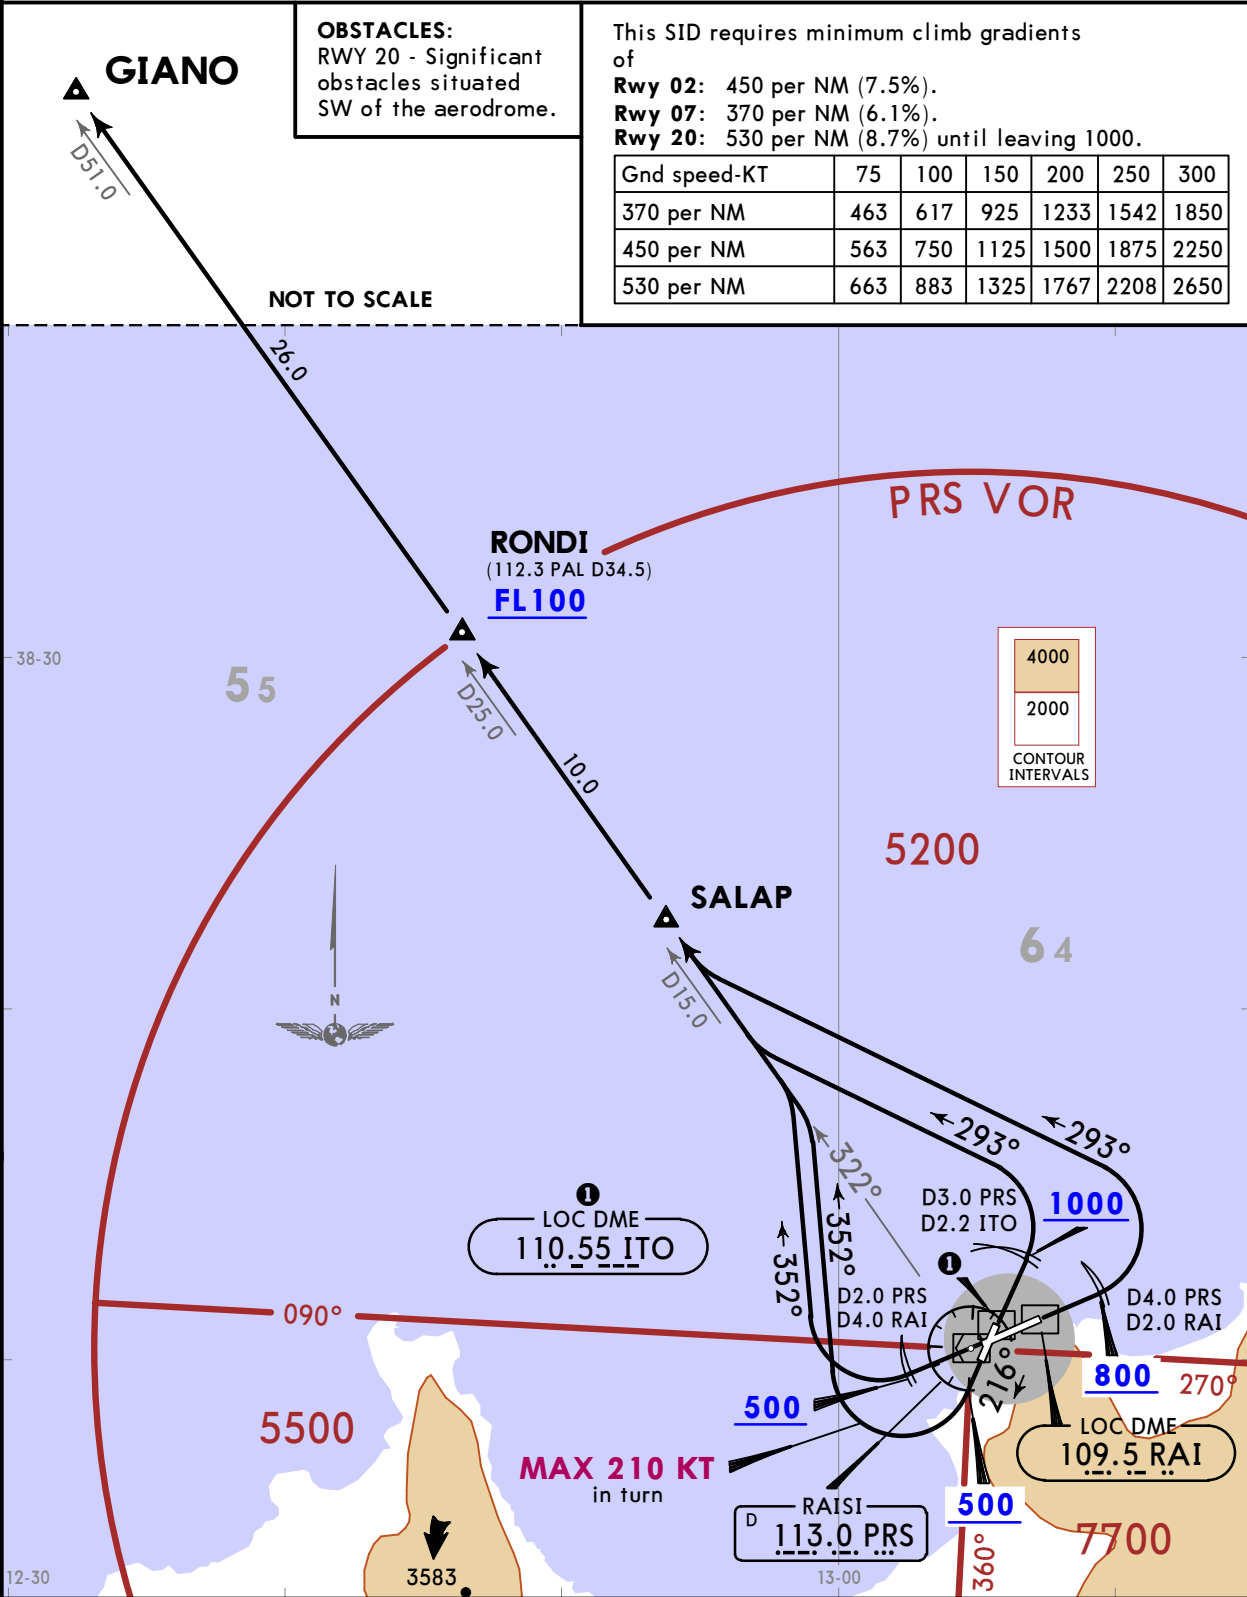 GIANO
D51.0
OBSTACLES:
RWY 20 - Significant
obstacles situated
SW of the aerodrome.
This SID requires minimum climb gradients
of
Rwy 02: 450 per NM (7.5%).
Rwy 07: 370 per NM (6.1%).
Rwy 20: 530 per NM (8.7%) until leaving 1000.
Gnd speed-KT 75 100 150 200 250 300
370 per NM 463 617 925 1233 1542 1850
450 per NM 563 750 1125 1500 1875 2250
530 per NM 663 883 1325 1767 2208 2650
NOT TO SCALE
26.0
PRS VOR
RONDI
(112.3 PAL D34.5)
FL100
38-30
55
D25.0
10.0
4000
2000
CONTOUR
INTERVALS
5200
SALAP
64
D15.0
N
293°
293°
322°
352°
352°
1
LOC DME
110.55 ITO
D3.0 PRS
D2.2 ITO
1000
1
D2.0 PRS
D4.0 RAI
D4.0 PRS
D2.0 RAI
090°
216°
800
270°
500
5500
LOC DME
109.5 RAI
MAX 210 KT
in turn
RAISI
D 113.0 PRS
500
7700
360°
3583
12-30
13-00